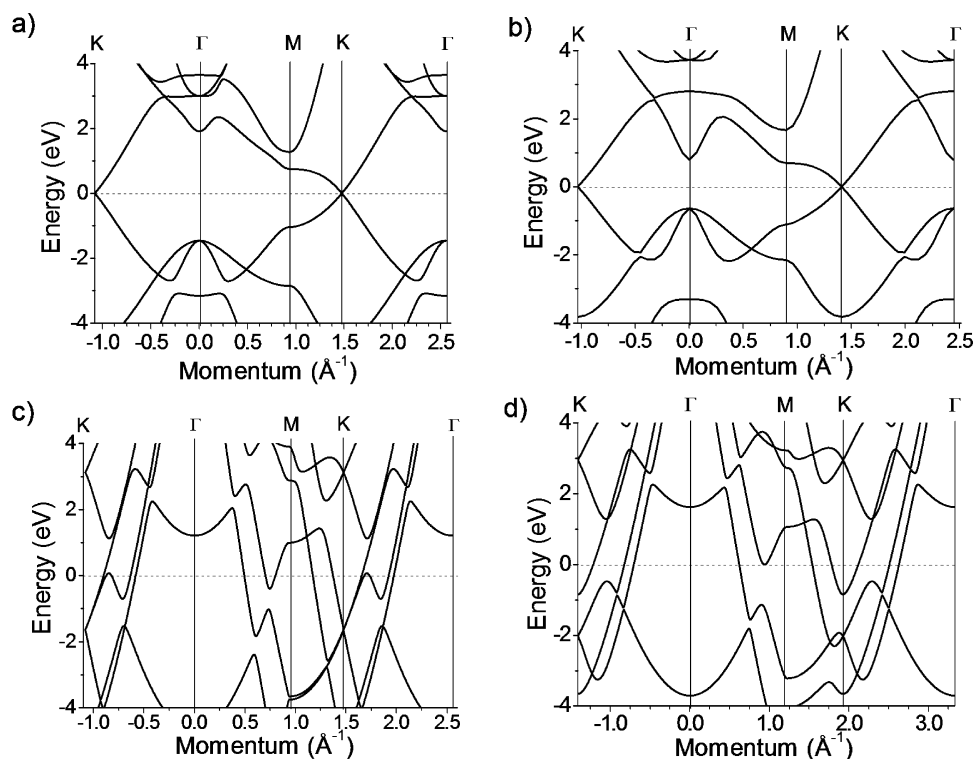 a)
K Γ M K Γ
4
2
0
-2
-4
Energy (eV)
-1.0 -0.5 0.0 0.5 1.0 1.5 2.0 2.5
Momentum (Å⁻¹)
b)
K Γ M K Γ
4
2
0
-2
-4
Energy (eV)
-1.0 -0.5 0.0 0.5 1.0 1.5 2.0 2.5
Momentum (Å⁻¹)
c)
K Γ M K Γ
4
2
0
-2
-4
Energy (eV)
-1.0 -0.5 0.0 0.5 1.0 1.5 2.0 2.5
Momentum (Å⁻¹)
d)
K Γ M K Γ
4
2
0
-2
-4
Energy (eV)
-1.0 0.0 1.0 2.0 3.0
Momentum (Å⁻¹)